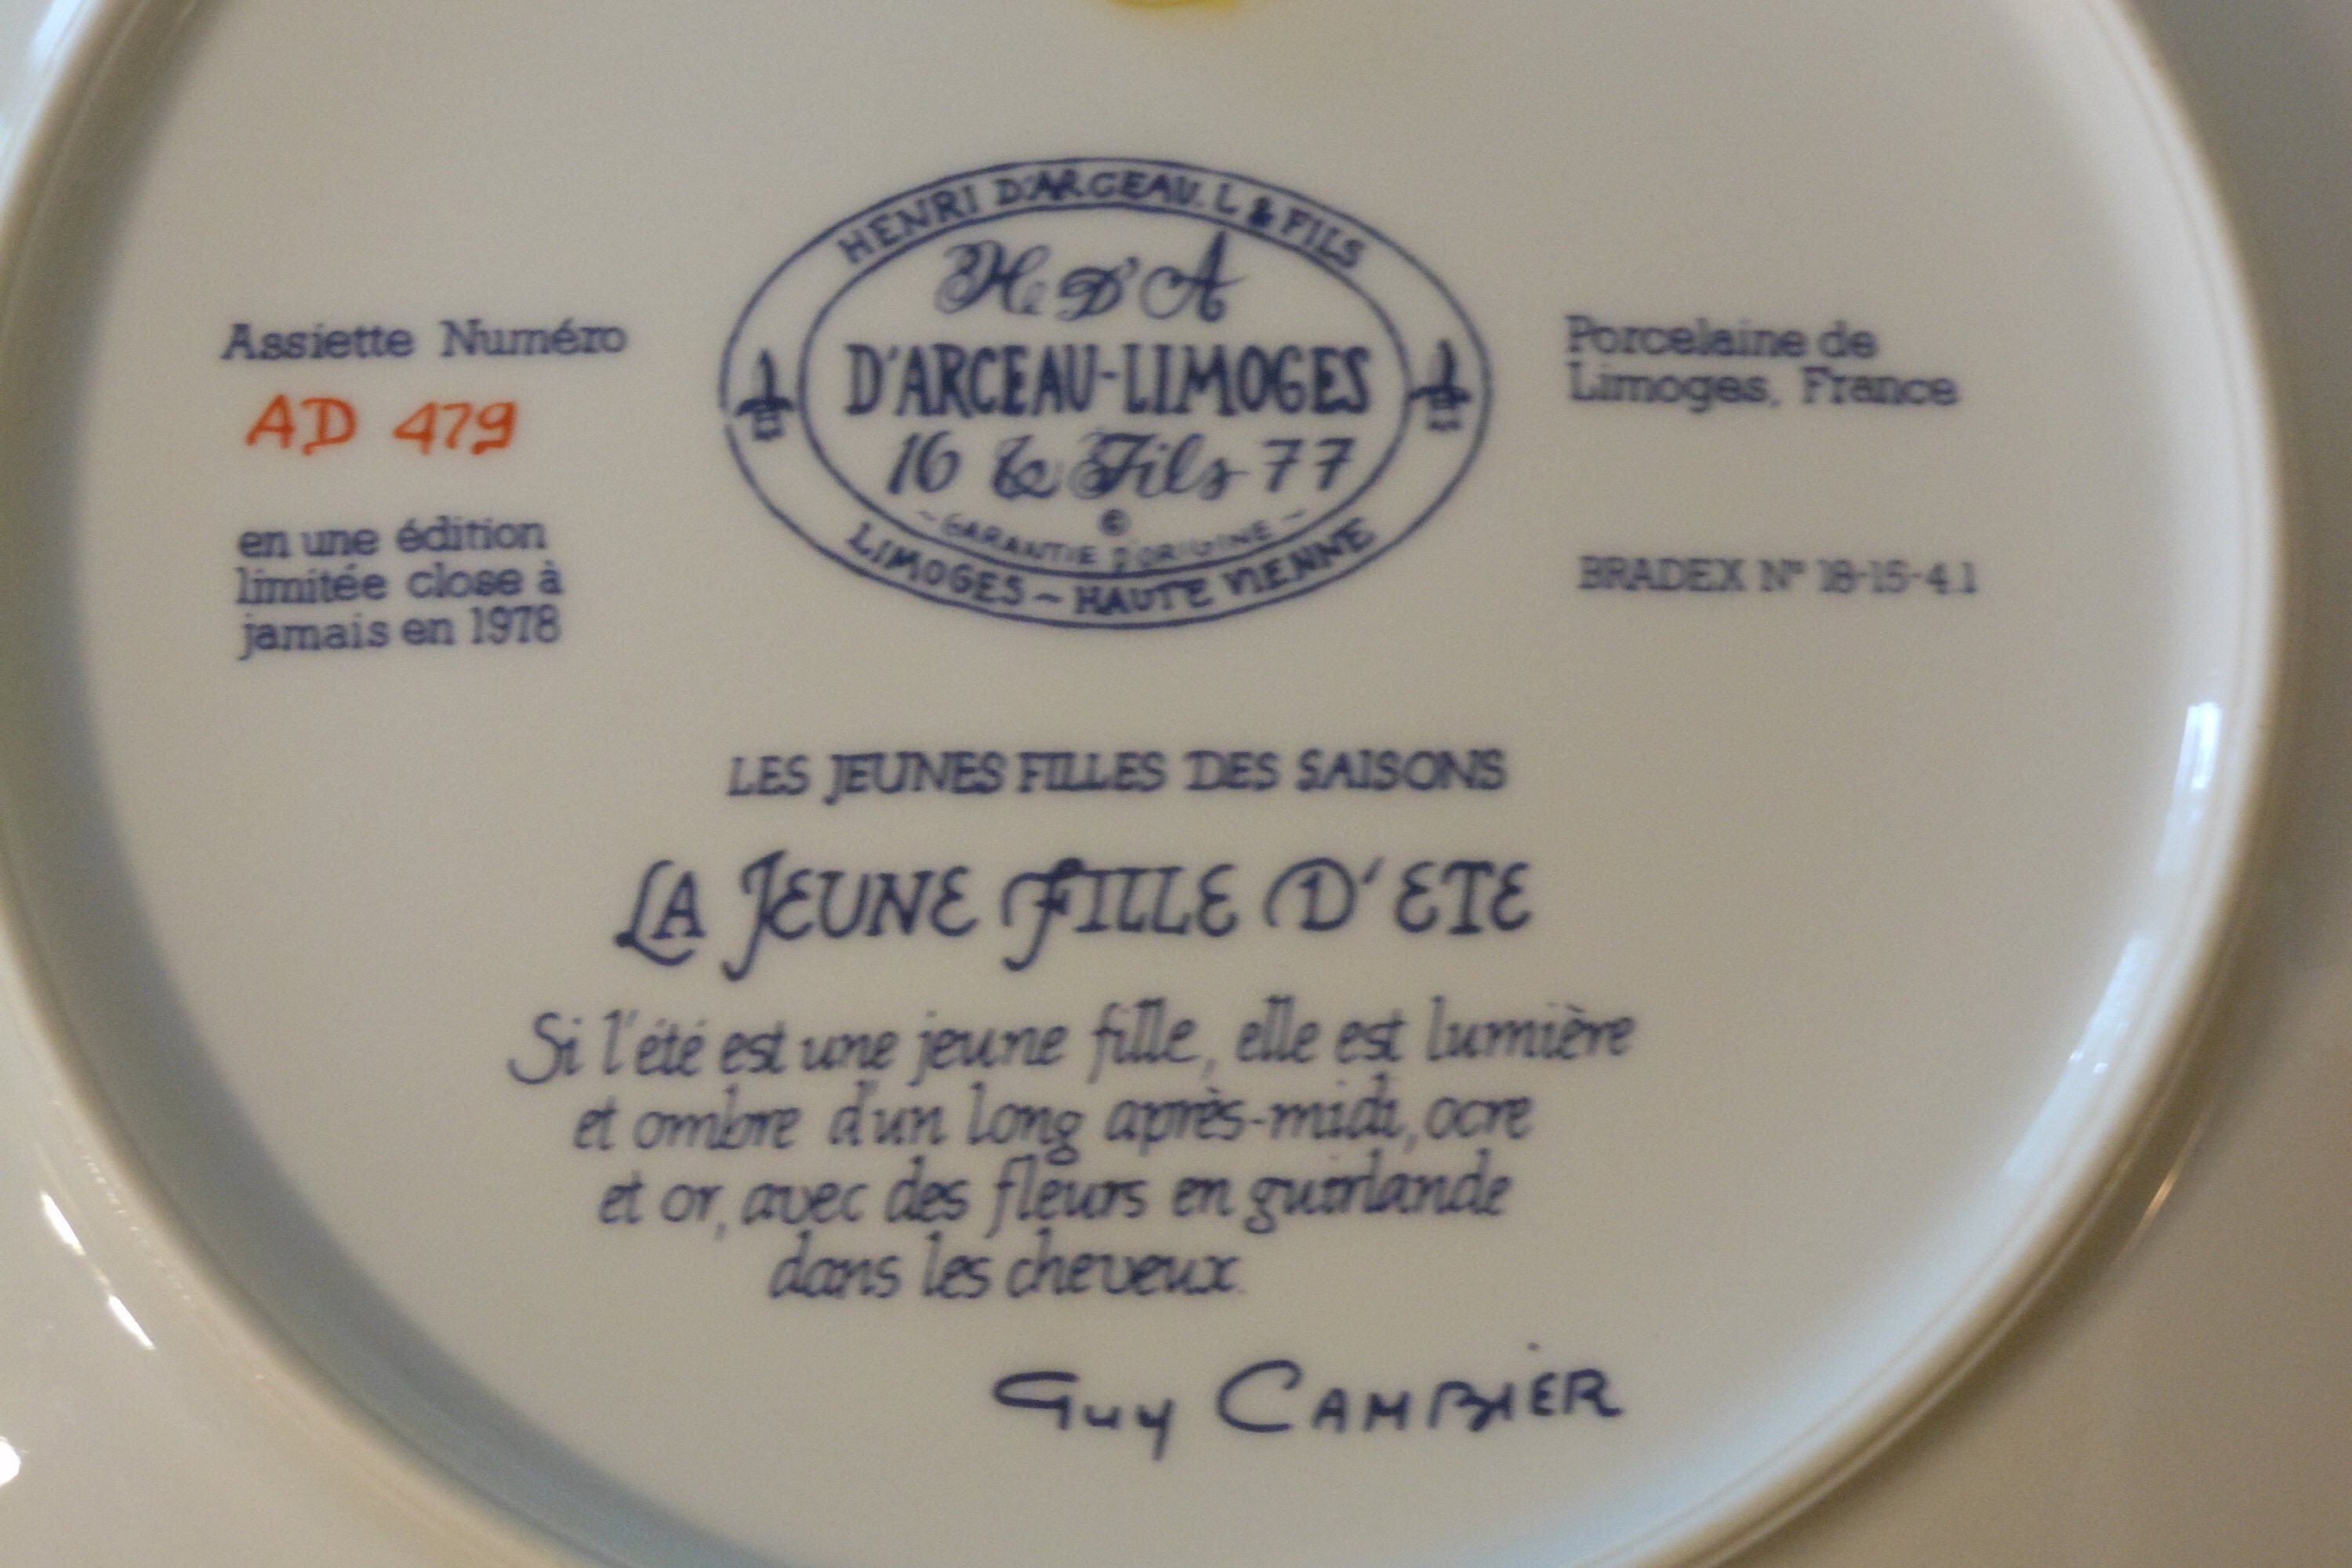 HENRI D'ARCEAU. L & FILS
H D'A
D'ARCEAU-LIMOGES
16 & Fils 77
©
- GARANTIE D'ORIGINE -
LIMOGES ~ HAUTE VIENNE
Assiette Numéro
AD 479
en une édition
limitée close à
jamais en 1978
Porcelaine de
Limoges, France
BRADEX Nº 18-15-4.1
LES JEUNES FILLES DES SAISONS
LA JEUNE FILLE D'ETE
Si l'été est une jeune fille, elle est lumière
et ombre d'un long après-midi, ocre
et or, avec des fleurs en guirlande
dans les cheveux.
Guy CAMBIER